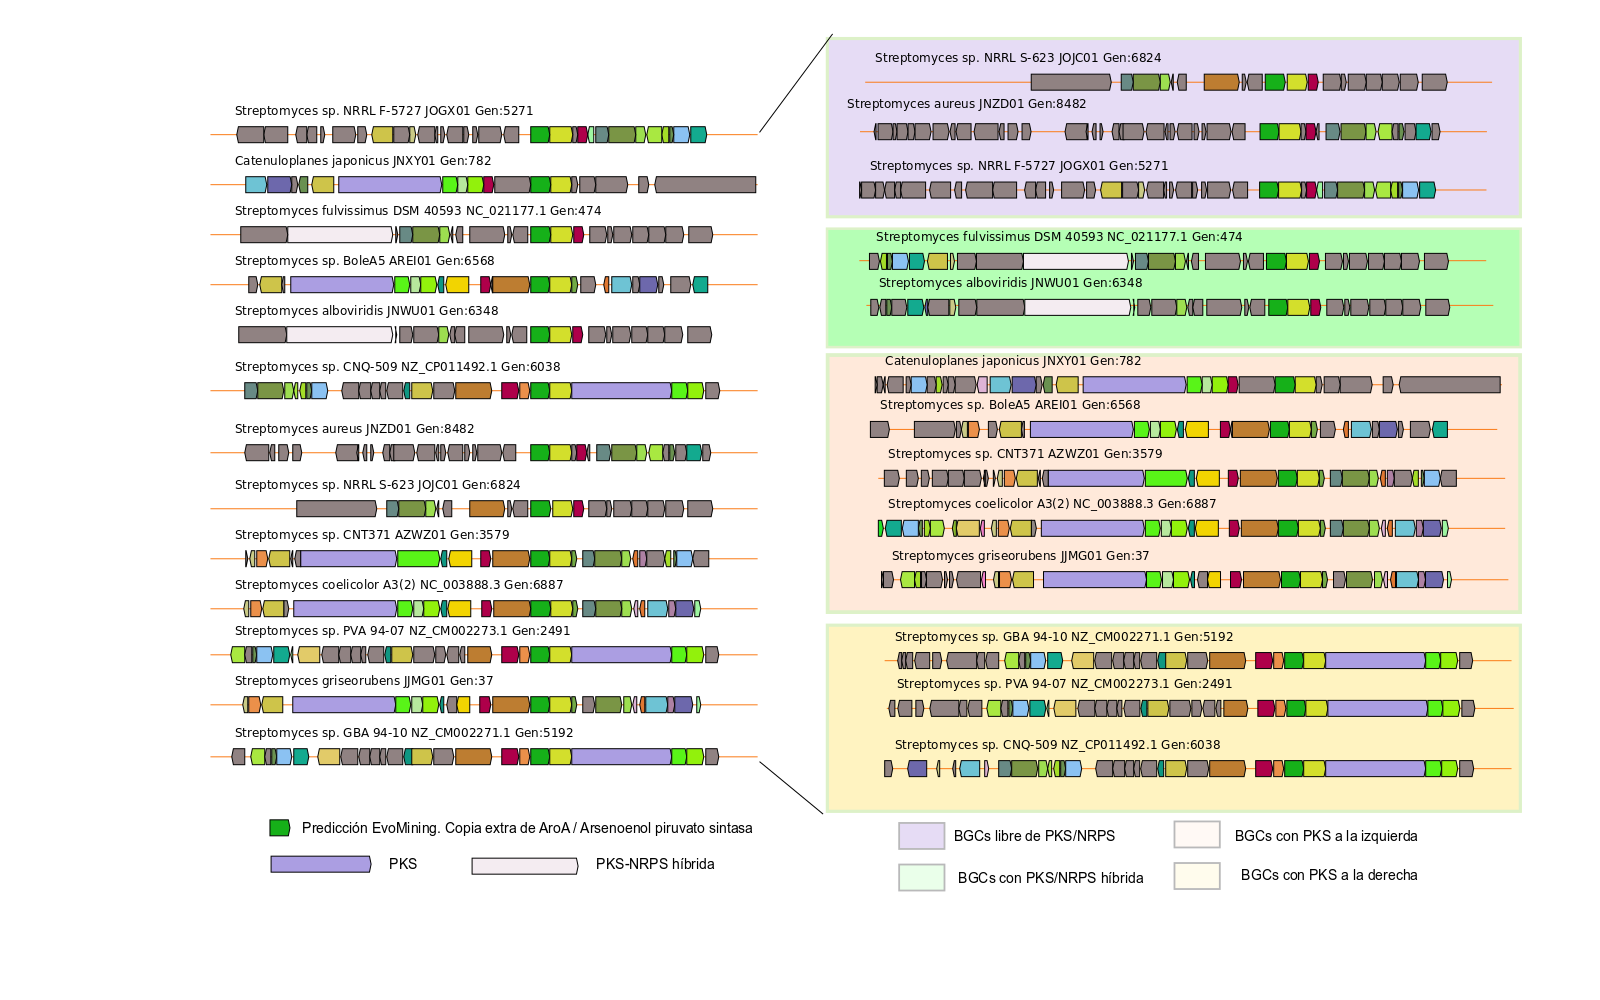 Streptomyces sp. NRRL F-5727 JOGX01 Gen:5271
Catenuloplanes japonicus JNXY01 Gen:782
Streptomyces fulvissimus DSM 40593 NC_021177.1 Gen:474
Streptomyces sp. BoleA5 AREI01 Gen:6568
Streptomyces alboviridis JNWU01 Gen:6348
Streptomyces sp. CNQ-509 NZ_CP011492.1 Gen:6038
Streptomyces aureus JNZD01 Gen:8482
Streptomyces sp. NRRL S-623 JOJC01 Gen:6824
Streptomyces sp. CNT371 AZWZ01 Gen:3579
Streptomyces coelicolor A3(2) NC_003888.3 Gen:6887
Streptomyces sp. PVA 94-07 NZ_CM002273.1 Gen:2491
Streptomyces griseorubens JJMG01 Gen:37
Streptomyces sp. GBA 94-10 NZ_CM002271.1 Gen:5192
Predicción EvoMining. Copia extra de AroA / Arsenoenol piruvato sintasa
PKS
PKS-NRPS híbrida
Streptomyces sp. NRRL S-623 JOJC01 Gen:6824
Streptomyces aureus JNZD01 Gen:8482
Streptomyces sp. NRRL F-5727 JOGX01 Gen:5271
Streptomyces fulvissimus DSM 40593 NC_021177.1 Gen:474
Streptomyces alboviridis JNWU01 Gen:6348
Catenuloplanes japonicus JNXY01 Gen:782
Streptomyces sp. BoleA5 AREI01 Gen:6568
Streptomyces sp. CNT371 AZWZ01 Gen:3579
Streptomyces coelicolor A3(2) NC_003888.3 Gen:6887
Streptomyces griseorubens JJMG01 Gen:37
Streptomyces sp. GBA 94-10 NZ_CM002271.1 Gen:5192
Streptomyces sp. PVA 94-07 NZ_CM002273.1 Gen:2491
Streptomyces sp. CNQ-509 NZ_CP011492.1 Gen:6038
BGCs libre de PKS/NRPS
BGCs con PKS a la izquierda
BGCs con PKS/NRPS híbrida
BGCs con PKS a la derecha